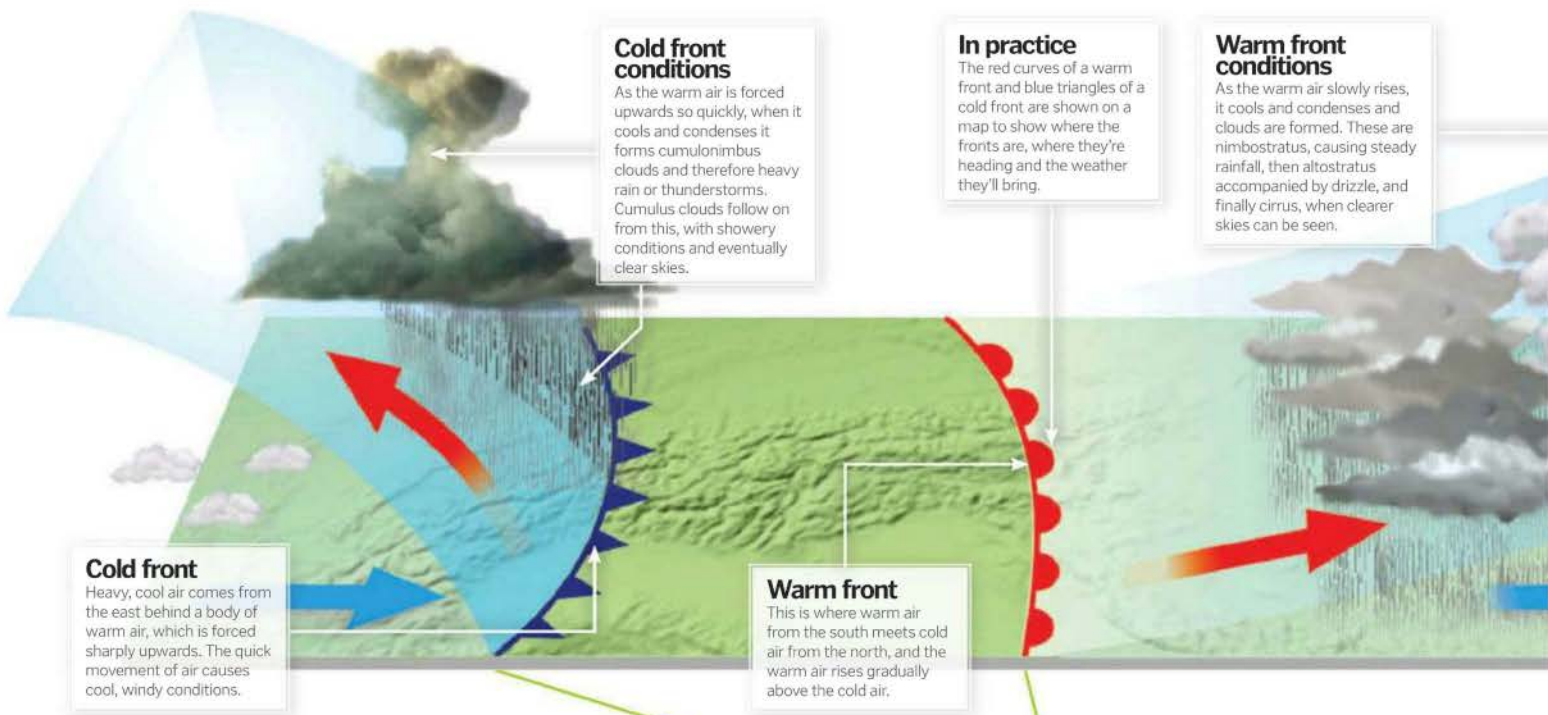 Cold front
conditions
As the warm air is forced
upwards so quickly, when it
cools and condenses it
forms cumulonimbus
clouds and therefore heavy
rain or thunderstorms.
Cumulus clouds follow on
from this, with showery
conditions and eventually
clear skies.
In practice
The red curves of a warm
front and blue triangles of a
cold front are shown on a
map to show where the
fronts are, where they're
heading and the weather
they'll bring.
Warm front
conditions
As the warm air slowly rises,
it cools and condenses and
clouds are formed. These are
nimbostratus, causing steady
rainfall, then altostratus
accompanied by drizzle, and
finally cirrus, when clearer
skies can be seen.
Cold front
Heavy, cool air comes from
the east behind a body of
warm air, which is forced
sharply upwards. The quick
movement of air causes
cool, windy conditions.
Warm front
This is where warm air
from the south meets cold
air from the north, and the
warm air rises gradually
above the cold air.